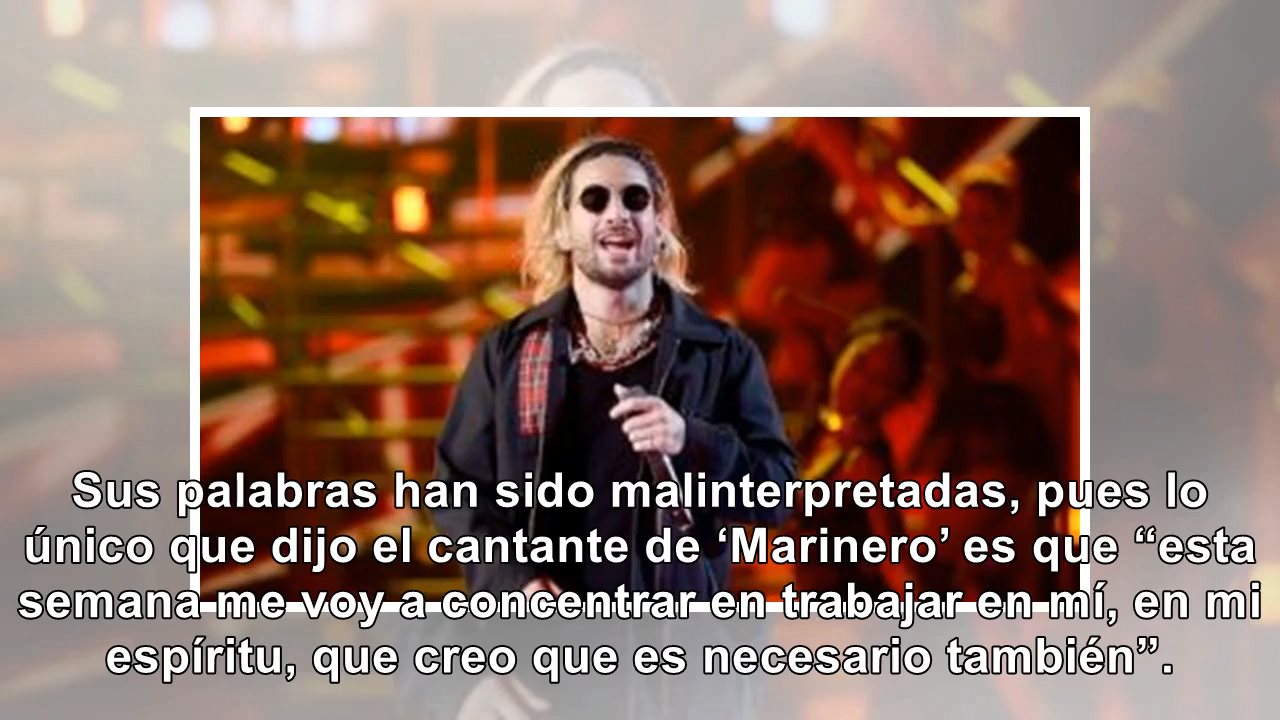 Sus palabras han sido malinterpretadas, pues lo
único que dijo el cantante de ‘Marinero’ es que “esta
semana me voy a concentrar en trabajar en mí, en mi
espíritu, que creo que es necesario también”.